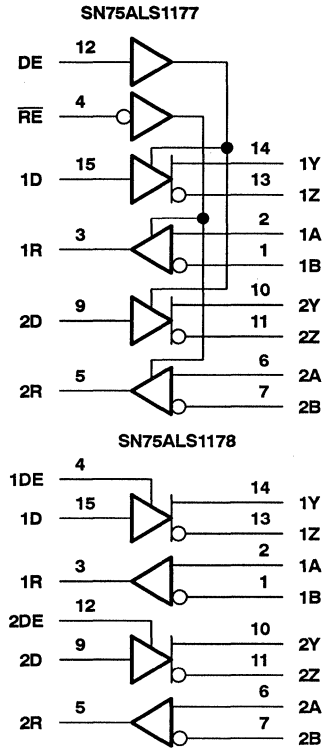 SN75ALS1177
DE 12
RE 4
1D 15 14 1Y
13 1Z
1R 3 2 1A
1 1B
2D 9 10 2Y
11 2Z
2R 5 6 2A
7 2B
SN75ALS1178
1DE 4
1D 15 14 1Y
13 1Z
1R 3 2 1A
1 1B
2DE 12
2D 9 10 2Y
11 2Z
2R 5 6 2A
7 2B